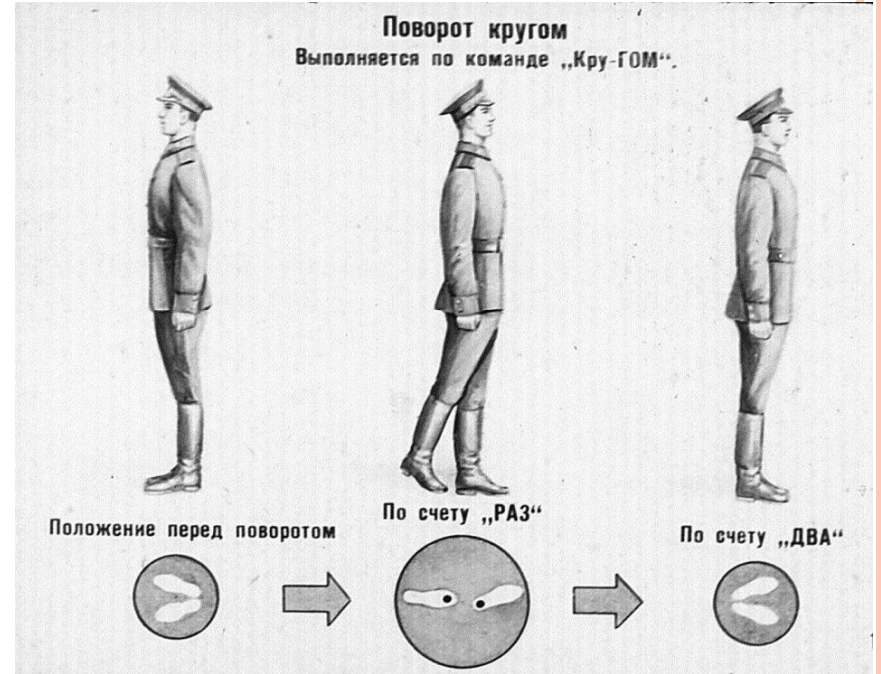 Поворот кругом
Выполняется по команде „Кру-ГОМ“.
Положение перед поворотом
По счету „РАЗ“
По счету „ДВА“